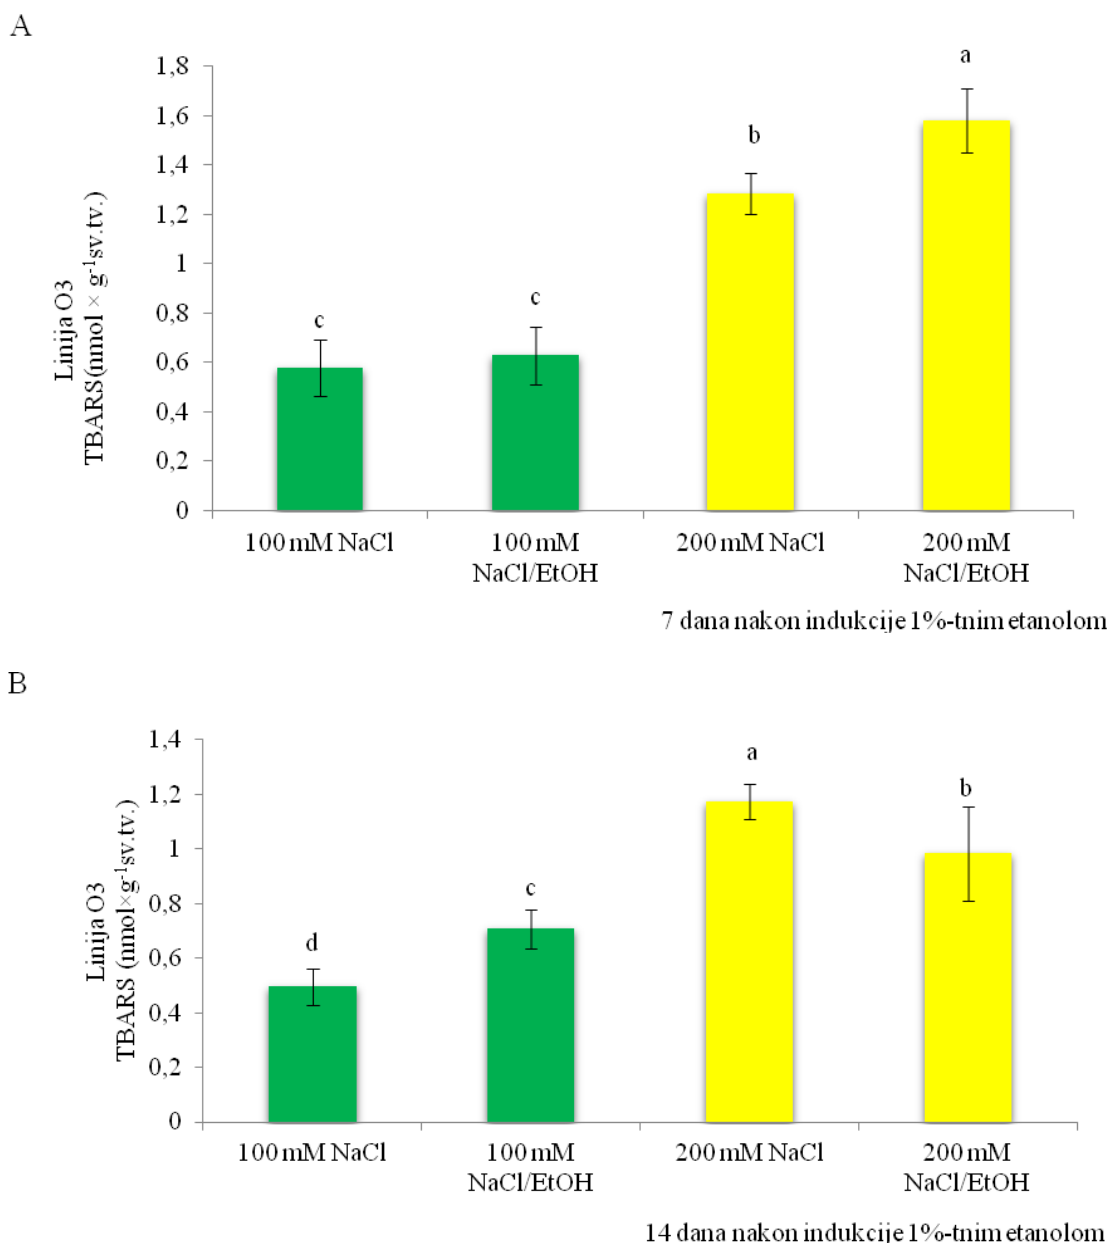 A
1,8
1,6
1,4
1,2
1
0,8
0,6
0,4
0,2
0
Linija O3
TBARS(nmol × g⁻¹sv.tv.)
c
c
b
a
100 mM NaCl
100 mM
NaCl/EtOH
200 mM NaCl
200 mM
NaCl/EtOH
7 dana nakon indukcije 1%-tnim etanolom
B
1,4
1,2
1
0,8
0,6
0,4
0,2
0
Linija O3
TBARS (nmol×g⁻¹sv.tv.)
d
c
a
b
100 mM NaCl
100 mM
NaCl/EtOH
200 mM NaCl
200 mM
NaCl/EtOH
14 dana nakon indukcije 1%-tnim etanolom